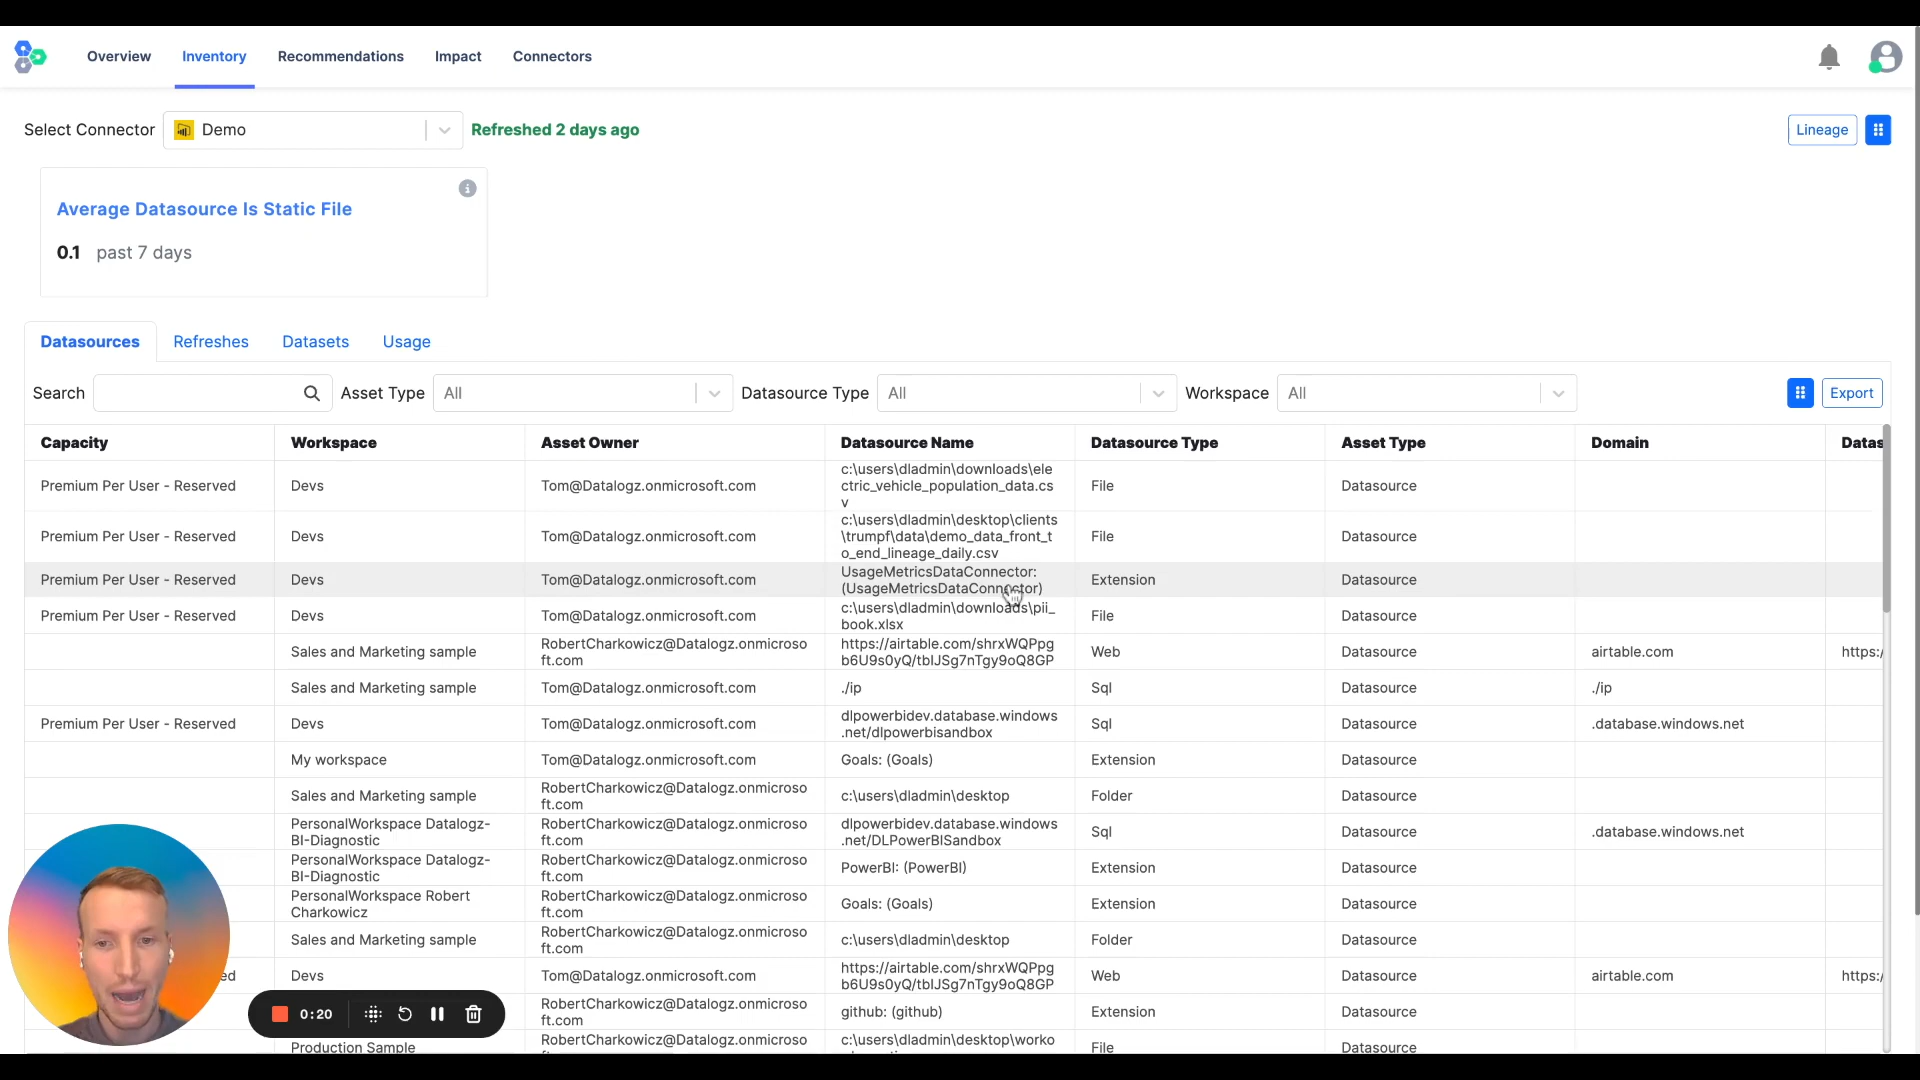 Overview Inventory Recommendations Impact Connectors
Select Connector Demo Refreshed 2 days ago Lineage
Average Datasource Is Static File
0.1 past 7 days
Datasources Refreshes Datasets Usage
Search Asset Type All Datasource Type All Workspace All Export
Capacity Workspace Asset Owner Datasource Name Datasource Type Asset Type Domain Datas
c:\users\dladmin\downloads\ele
Premium Per User - Reserved Devs Tom@Datalogz.onmicrosoft.com ctric_vehicle_population_data.cs File Datasource
v
c:\users\dladmin\desktop\clients
Premium Per User - Reserved Devs Tom@Datalogz.onmicrosoft.com \trumpf\data\demo_data_front_t File Datasource
o_end_lineage_daily.csv
UsageMetricsDataConnector:
Premium Per User - Reserved Devs Tom@Datalogz.onmicrosoft.com Extension Datasource
(UsageMetricsDataConnector)
c:\users\dladmin\downloads\pii_
Premium Per User - Reserved Devs Tom@Datalogz.onmicrosoft.com File Datasource
book.xlsx
RobertCharkowicz@Datalogz.onmicroso https://airtable.com/shrxWQPpg
Sales and Marketing sample Web Datasource airtable.com https:/
ft.com b6U9s0yQ/tblJSg7nTgy9oQ8GP
Sales and Marketing sample Tom@Datalogz.onmicrosoft.com ./ip Sql Datasource ./ip
dlpowerbidev.database.windows
Premium Per User - Reserved Devs Tom@Datalogz.onmicrosoft.com Sql Datasource .database.windows.net
.net/dlpowerbisandbox
My workspace Tom@Datalogz.onmicrosoft.com Goals: (Goals) Extension Datasource
RobertCharkowicz@Datalogz.onmicroso
Sales and Marketing sample c:\users\dladmin\desktop Folder Datasource
ft.com
PersonalWorkspace Datalogz- RobertCharkowicz@Datalogz.onmicroso dlpowerbidev.database.windows
Sql Datasource .database.windows.net
BI-Diagnostic ft.com .net/DLPowerBISandbox
PersonalWorkspace Datalogz- RobertCharkowicz@Datalogz.onmicroso
PowerBI: (PowerBI) Extension Datasource
BI-Diagnostic ft.com
PersonalWorkspace Robert RobertCharkowicz@Datalogz.onmicroso
Goals: (Goals) Extension Datasource
Charkowicz ft.com
RobertCharkowicz@Datalogz.onmicroso
Sales and Marketing sample c:\users\dladmin\desktop Folder Datasource
ft.com
https://airtable.com/shrxWQPpg
ed Devs Tom@Datalogz.onmicrosoft.com Web Datasource airtable.com https:/
b6U9s0yQ/tblJSg7nTgy9oQ8GP
RobertCharkowicz@Datalogz.onmicroso
0:20 github: (github) Extension Datasource
ft.com
RobertCharkowicz@Datalogz.onmicroso c:\users\dladmin\desktop\worko
Production Sample File Datasource